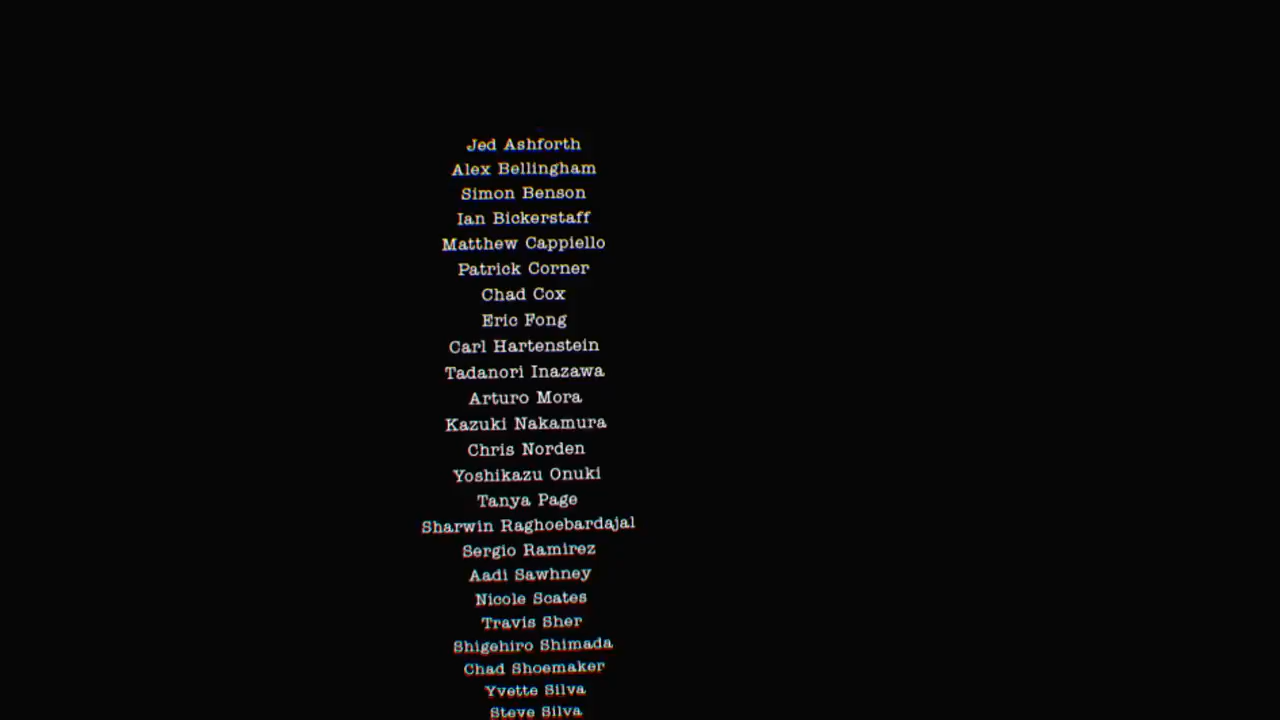 Jed Ashforth
Alex Bellingham
Simon Benson
Ian Bickerstaff
Matthew Cappiello
Patrick Corner
Chad Cox
Eric Fong
Carl Hartenstein
Tadanori Inazawa
Arturo Mora
Kazuki Nakamura
Chris Norden
Yoshikazu Onuki
Tanya Page
Sharwin Raghoebardajal
Sergio Ramirez
Aadi Sawhney
Nicole Scates
Travis Sher
Shigehiro Shimada
Chad Shoemaker
Yvette Silva
Steve Silva